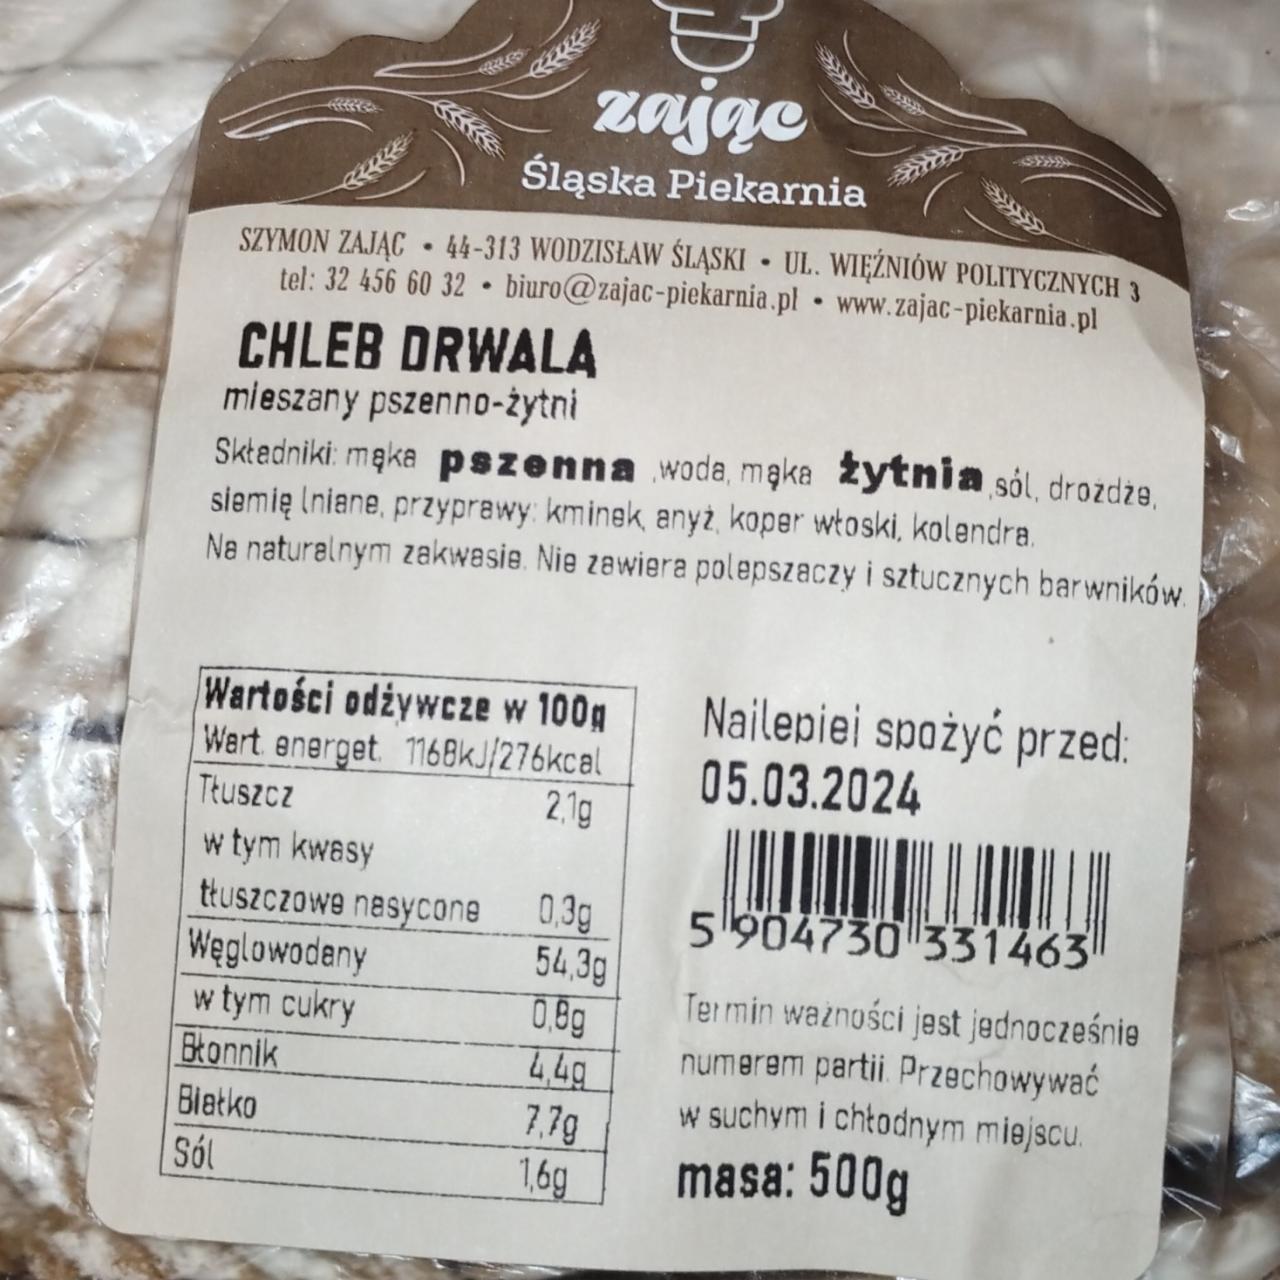 zając
Śląska Piekarnia
SZYMON ZAJĄC • 44-313 WODZISŁAW ŚLĄSKI • UL. WIĘŹNIÓW POLITYCZNYCH 3
tel: 32 456 60 32 • biuro@zajac-piekarnia.pl • www.zajac-piekarnia.pl
CHLEB DRWALA
mieszany pszenno-żytni
Składniki: mąka pszenna ,woda, mąka żytnia ,sól, drożdże,
siemię lniane, przyprawy: kminek, anyż, koper włoski, kolendra.
Na naturalnym zakwasie. Nie zawiera polepszaczy i sztucznych barwników.
Wartości odżywcze w 100g
Wart. energet. 1168kJ/276kcal
Tłuszcz 2,1g
w tym kwasy
tłuszczowe nasycone 0,3g
Węglowodany 54,3g
w tym cukry 0,8g
Błonnik 4,4g
Białko 7,7g
Sól 1,6g
Najlepiej spożyć przed:
05.03.2024
5 904730 331463
Termin ważności jest jednocześnie
numerem partii. Przechowywać
w suchym i chłodnym miejscu.
masa: 500g